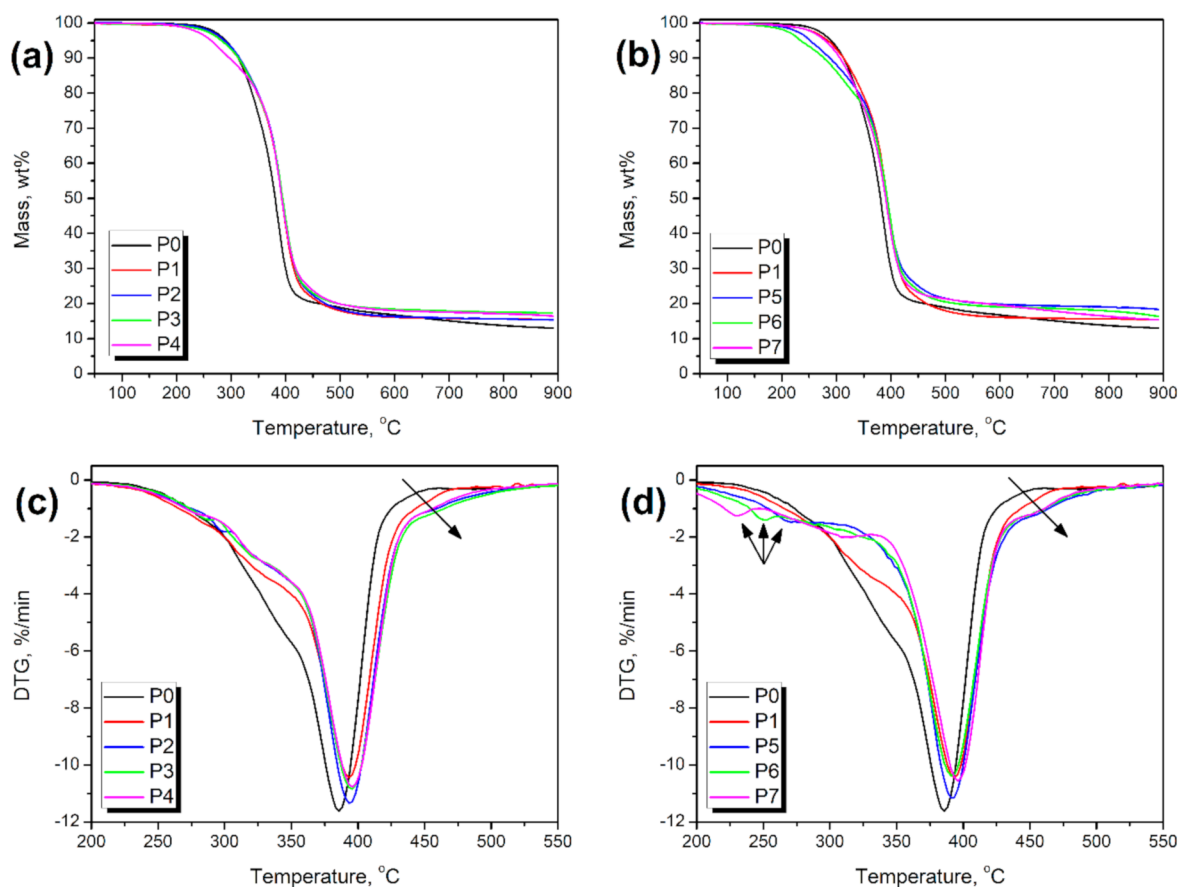 (a)
100
90
80
70
60
50
40
30
20
10
0
Mass, wt%
P0
P1
P2
P3
P4
100 200 300 400 500 600 700 800 900
Temperature, °C
(b)
100
90
80
70
60
50
40
30
20
10
0
Mass, wt%
P0
P1
P5
P6
P7
100 200 300 400 500 600 700 800 900
Temperature, °C
(c)
0
-2
-4
-6
-8
-10
-12
DTG, %/min
P0
P1
P2
P3
P4
200 250 300 350 400 450 500 550
Temperature, °C
(d)
0
-2
-4
-6
-8
-10
-12
DTG, %/min
P0
P1
P5
P6
P7
200 250 300 350 400 450 500 550
Temperature, °C